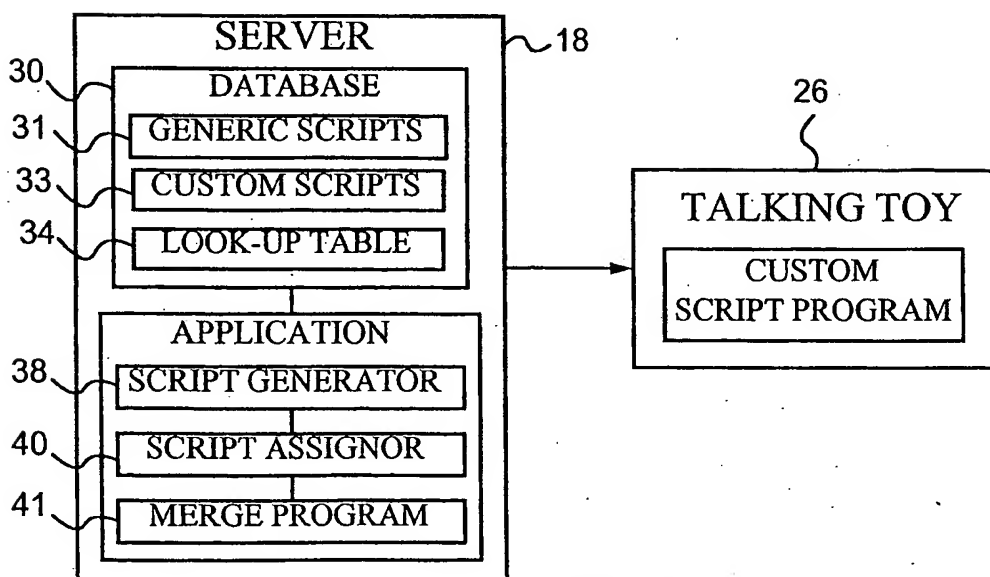 SERVER
18
30
DATABASE
31
GENERIC SCRIPTS
33
CUSTOM SCRIPTS
34
LOOK-UP TABLE
APPLICATION
38
SCRIPT GENERATOR
40
SCRIPT ASSIGNOR
41
MERGE PROGRAM
26
TALKING TOY
CUSTOM
SCRIPT PROGRAM